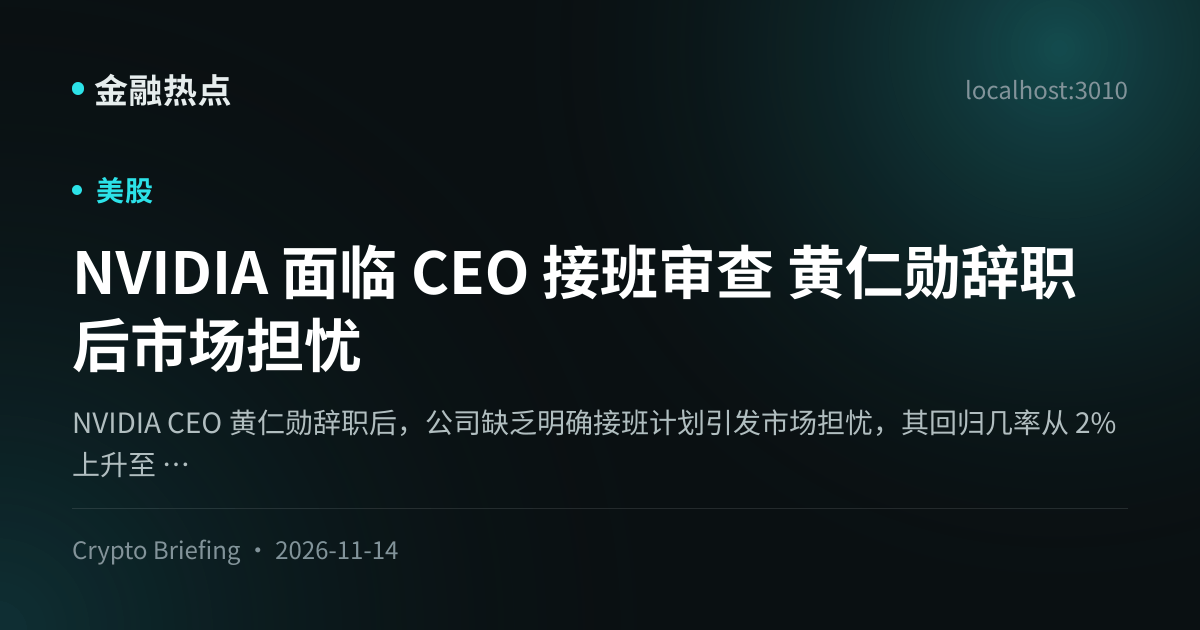 金融热点
localhost:3010
美股
NVIDIA 面临 CEO 接班审查 黄仁勋辞职
后市场担忧
NVIDIA CEO 黄仁勋辞职后，公司缺乏明确接班计划引发市场担忧，其回归几率从 2%
上升至 …
Crypto Briefing · 2026-11-14